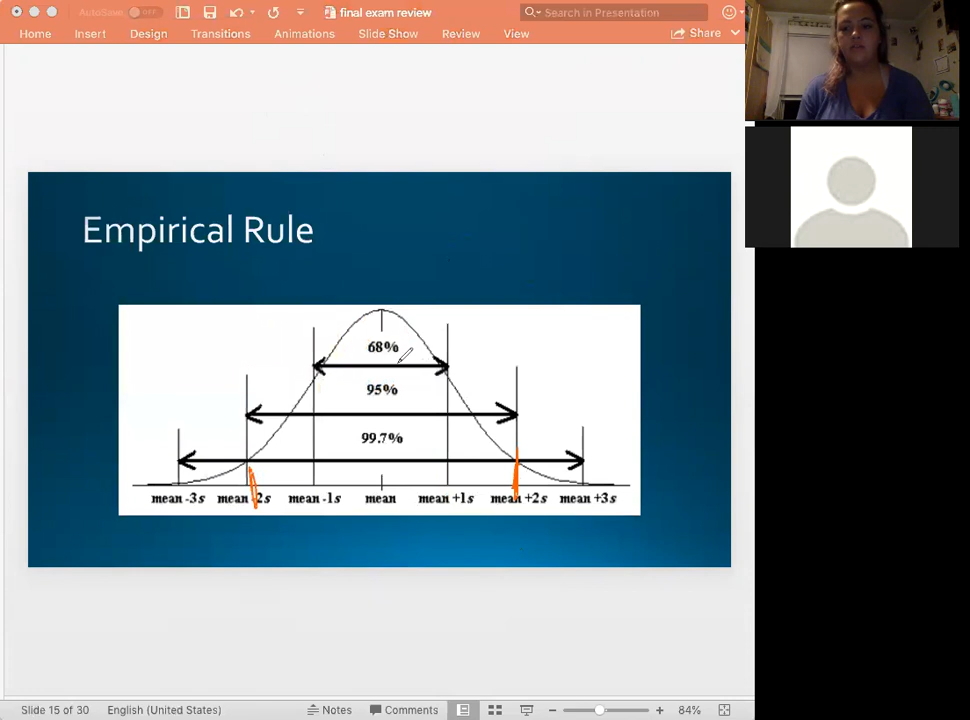 AutoSave OFF final exam review Search in Presentation
Home Insert Design Transitions Animations Slide Show Review View Share
Empirical Rule
68%
95%
99.7%
mean -3s mean -2s mean -1s mean mean +1s mean +2s mean +3s
Slide 15 of 30 English (United States) Notes Comments 84%